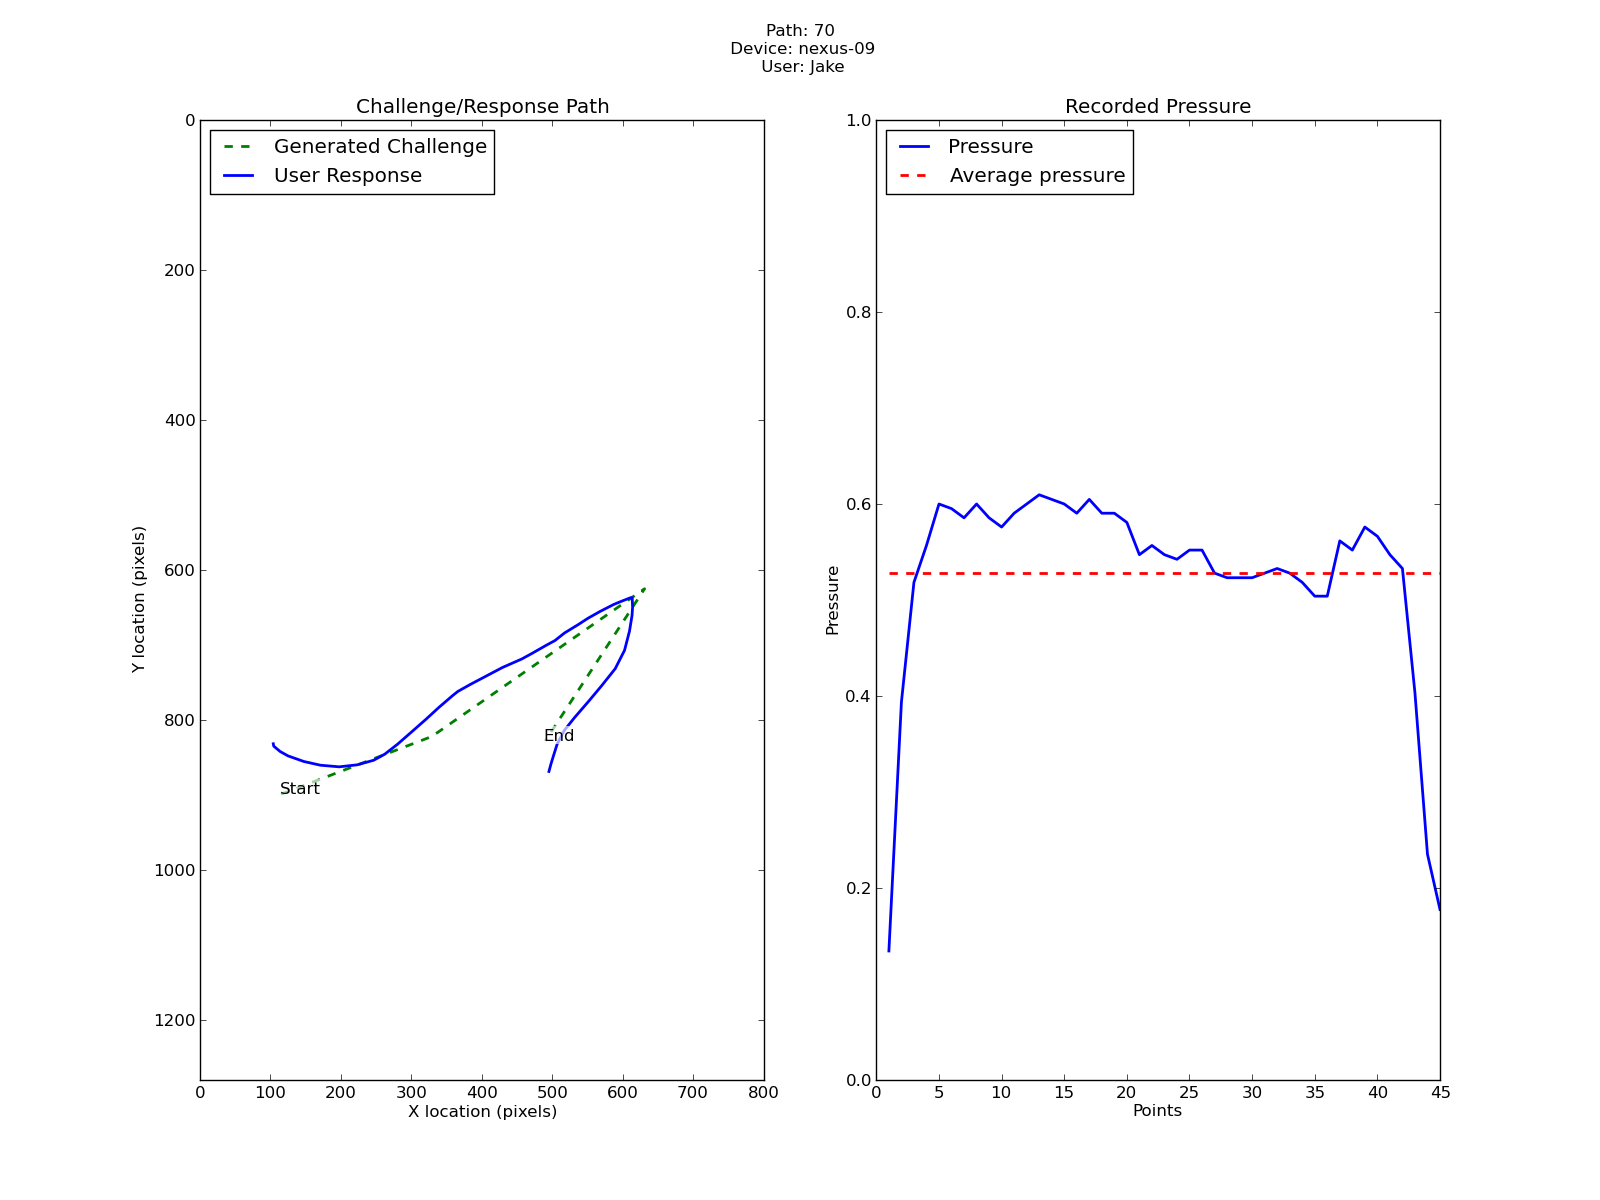 Path: 70
Device: nexus-09
User: Jake
Challenge/Response Path
Generated Challenge
User Response
0
200
400
600
800
1000
1200
Y location (pixels)
Start
End
0 100 200 300 400 500 600 700 800
X location (pixels)
Recorded Pressure
Pressure
Average pressure
1.0
0.8
0.6
0.4
0.2
0.0
Pressure
0 5 10 15 20 25 30 35 40 45
Points